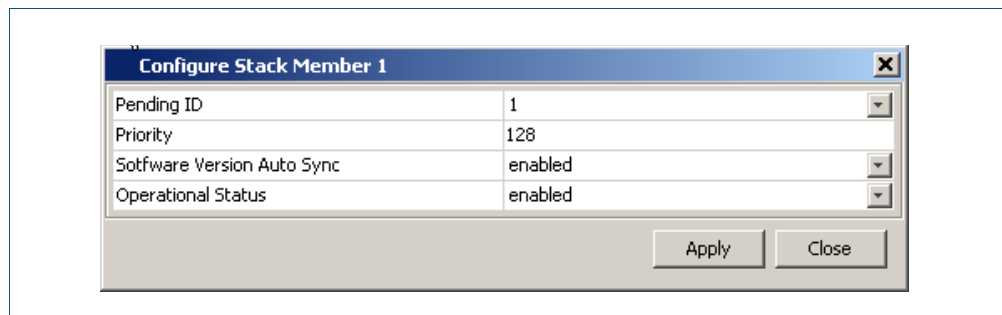 Configure Stack Member 1
Pending ID 1
Priority 128
Sotfware Version Auto Sync enabled
Operational Status enabled
Apply Close